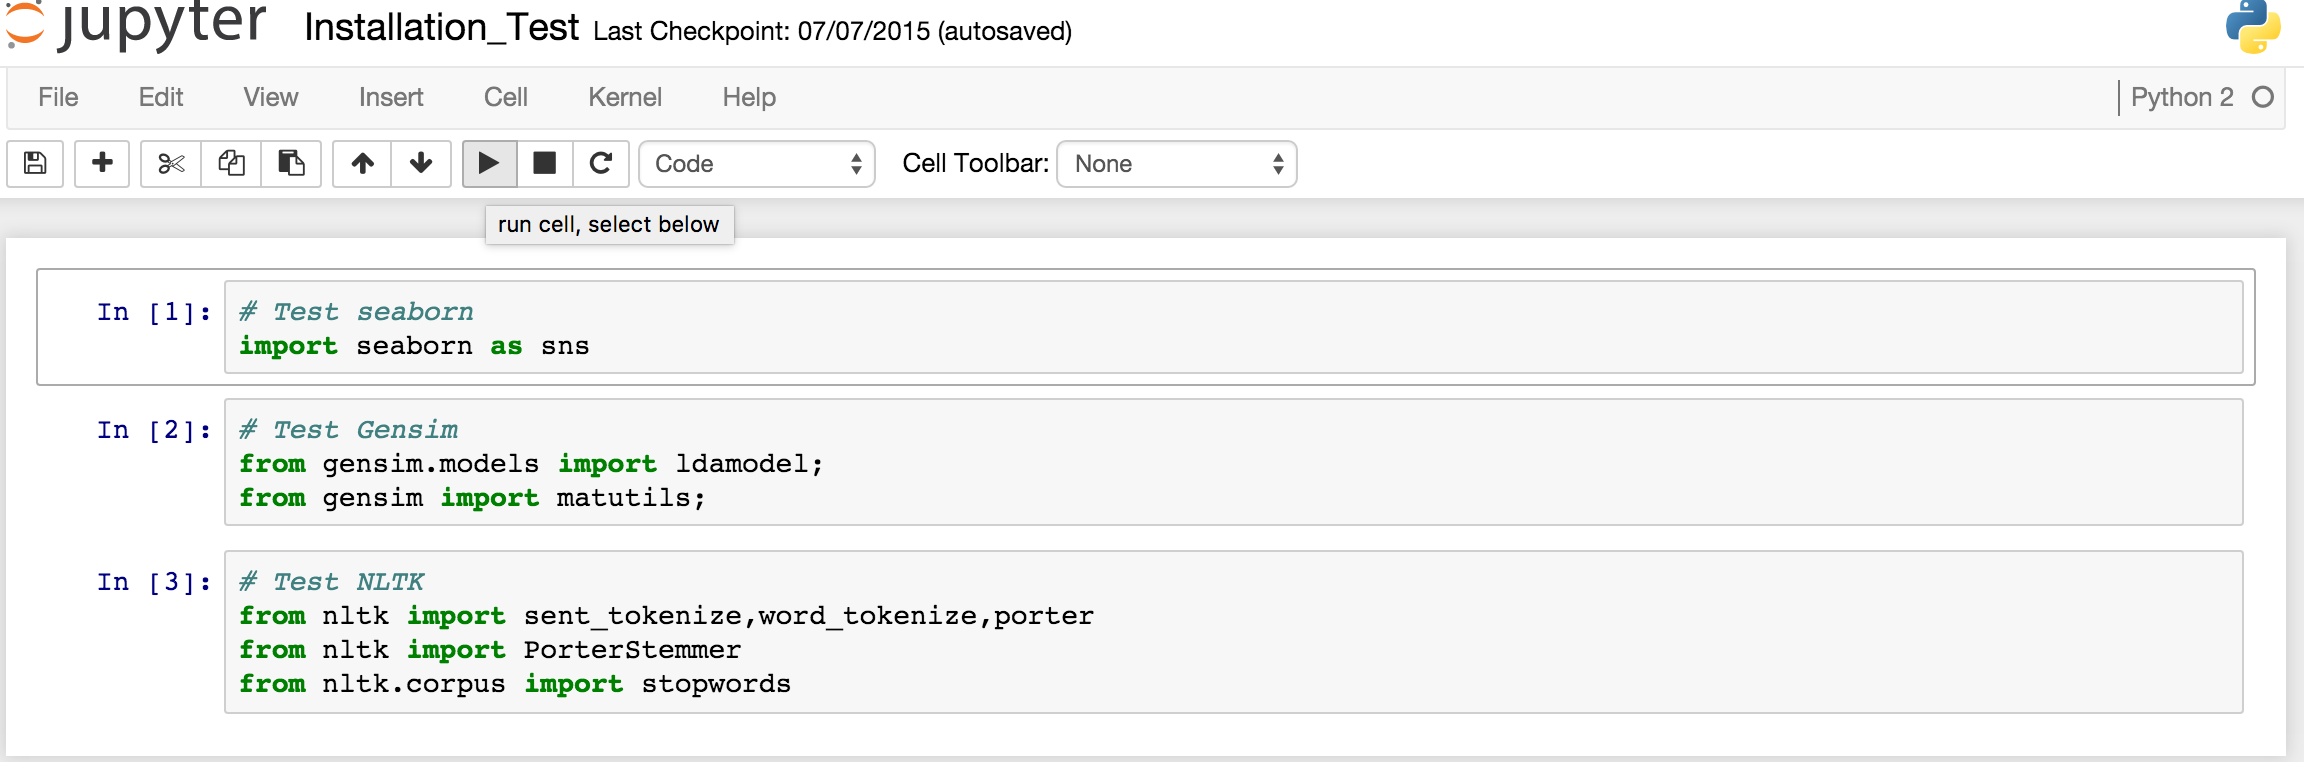 jupyter Installation_Test Last Checkpoint: 07/07/2015 (autosaved)
File Edit View Insert Cell Kernel Help Python 2
Code Cell Toolbar: None
run cell, select below
In [1]: # Test seaborn
import seaborn as sns
In [2]: # Test Gensim
from gensim.models import ldamodel;
from gensim import matutils;
In [3]: # Test NLTK
from nltk import sent_tokenize,word_tokenize,porter
from nltk import PorterStemmer
from nltk.corpus import stopwords